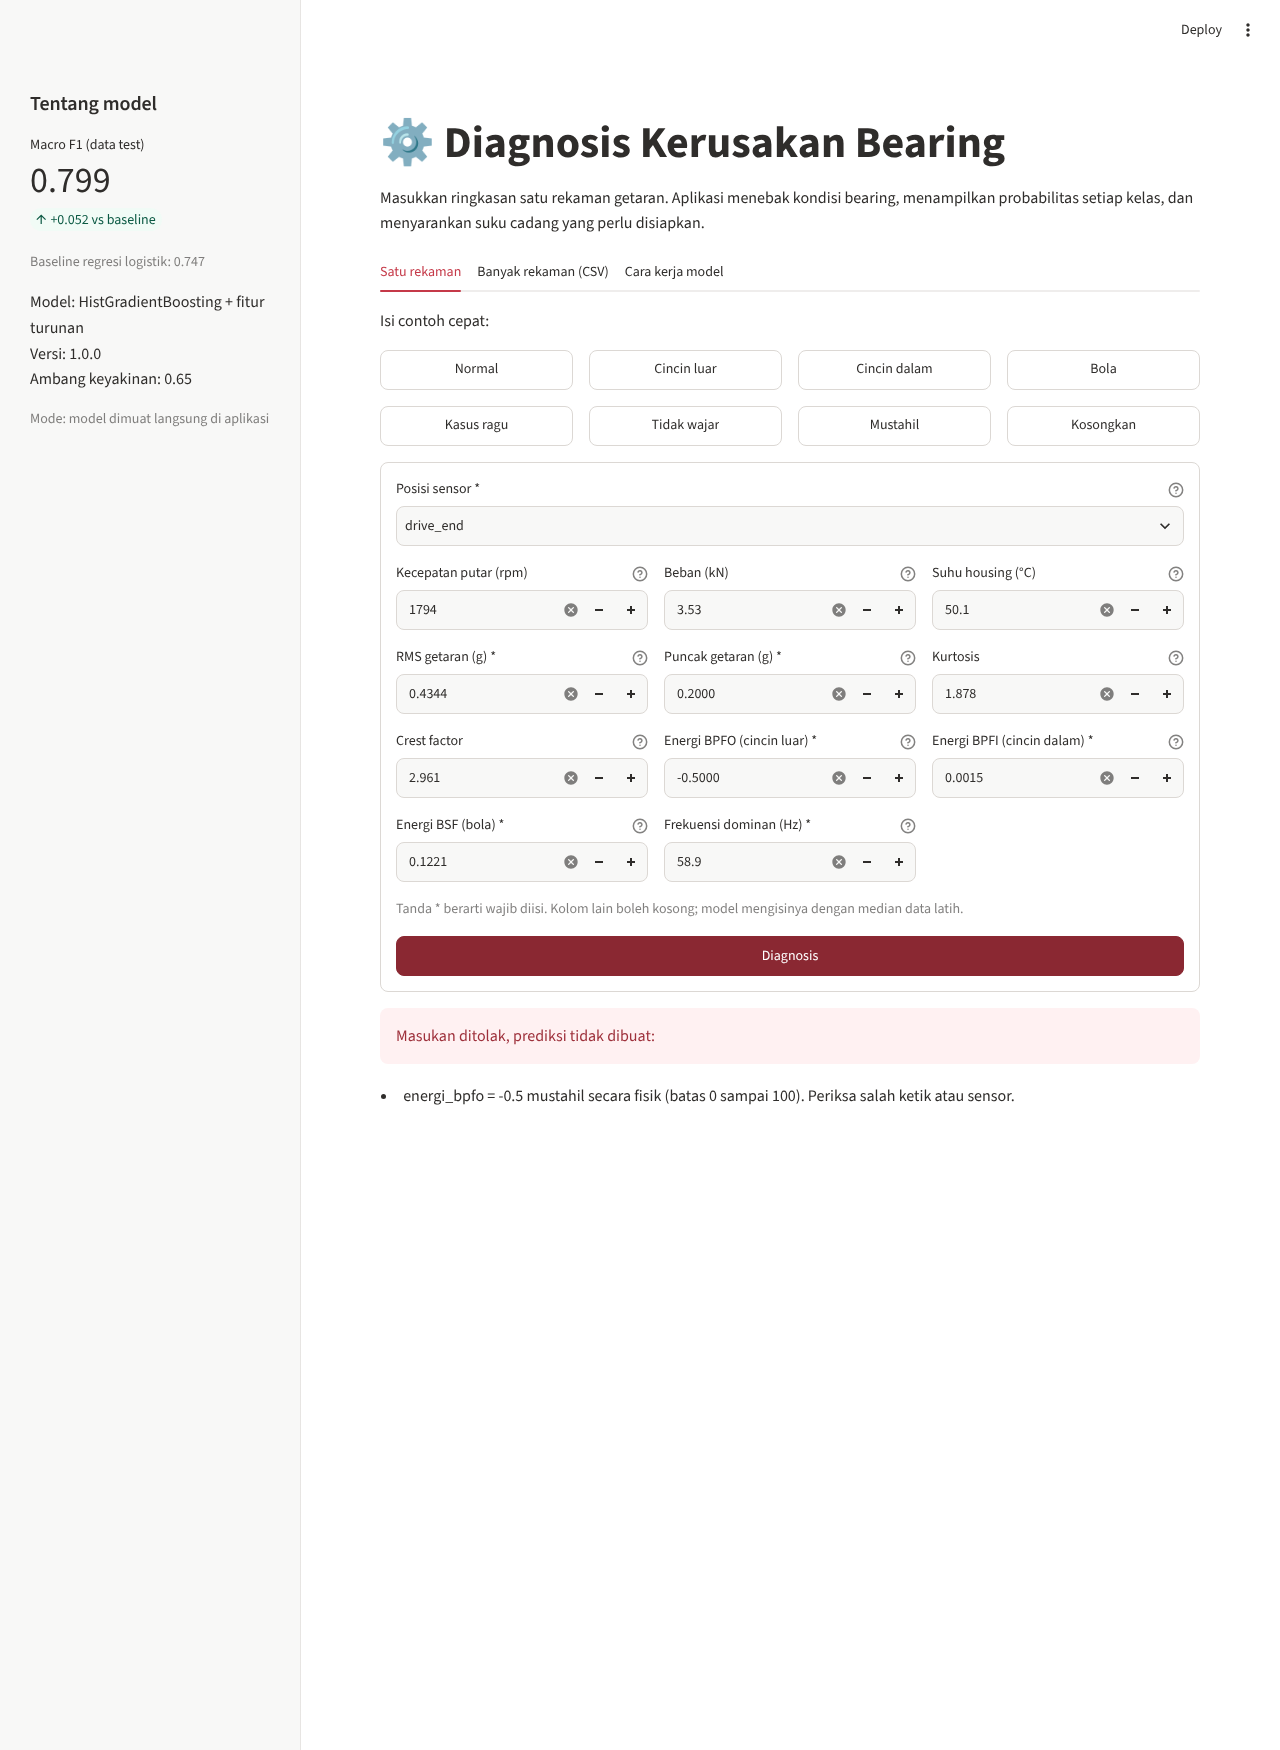 Deploy
Tentang model
Macro F1 (data test)
0.799
↑ +0.052 vs baseline
Baseline regresi logistik: 0.747
Model: HistGradientBoosting + fitur
turunan
Versi: 1.0.0
Ambang keyakinan: 0.65
Mode: model dimuat langsung di aplikasi
Diagnosis Kerusakan Bearing
Masukkan ringkasan satu rekaman getaran. Aplikasi menebak kondisi bearing, menampilkan probabilitas setiap kelas, dan
menyarankan suku cadang yang perlu disiapkan.
Satu rekaman Banyak rekaman (CSV) Cara kerja model
Isi contoh cepat:
Normal Cincin luar Cincin dalam Bola
Kasus ragu Tidak wajar Mustahil Kosongkan
Posisi sensor *
drive_end
Kecepatan putar (rpm) Beban (kN) Suhu housing (°C)
1794 3.53 50.1
RMS getaran (g) * Puncak getaran (g) * Kurtosis
0.4344 0.2000 1.878
Crest factor Energi BPFO (cincin luar) * Energi BPFI (cincin dalam) *
2.961 -0.5000 0.0015
Energi BSF (bola) * Frekuensi dominan (Hz) *
0.1221 58.9
Tanda * berarti wajib diisi. Kolom lain boleh kosong; model mengisinya dengan median data latih.
Diagnosis
Masukan ditolak, prediksi tidak dibuat:
• energi_bpfo = -0.5 mustahil secara fisik (batas 0 sampai 100). Periksa salah ketik atau sensor.